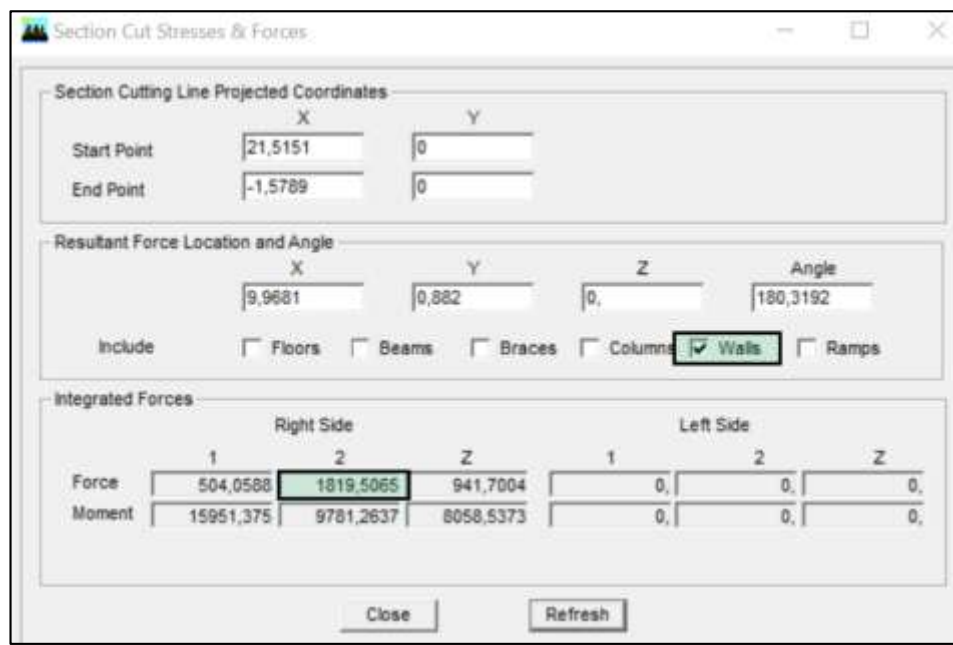 Section Cut Stresses & Forces
Section Cutting Line Projected Coordinates
X Y
Start Point 21,5151 0
End Point -1,5789 0
Resultant Force Location and Angle
X Y Z Angle
9,9681 0,882 0, 180,3192
Include Floors Beams Braces Columns Walls Ramps
Integrated Forces
Right Side Left Side
1 2 Z 1 2 Z
Force 504,0588 1819,5065 941,7004 0, 0, 0,
Moment 15951,375 9781,2637 8058,5373 0, 0, 0,
Close Refresh